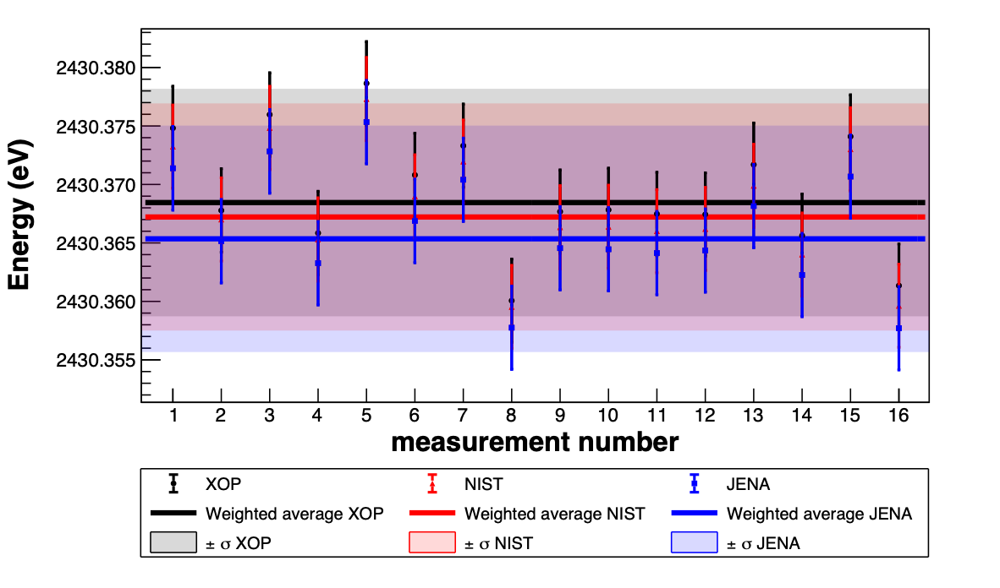 Energy (eV)
2430.380
2430.375
2430.370
2430.365
2430.360
2430.355
1 2 3 4 5 6 7 8 9 10 11 12 13 14 15 16
measurement number
XOP NIST JENA
Weighted average XOP Weighted average NIST Weighted average JENA
± σ XOP ± σ NIST ± σ JENA